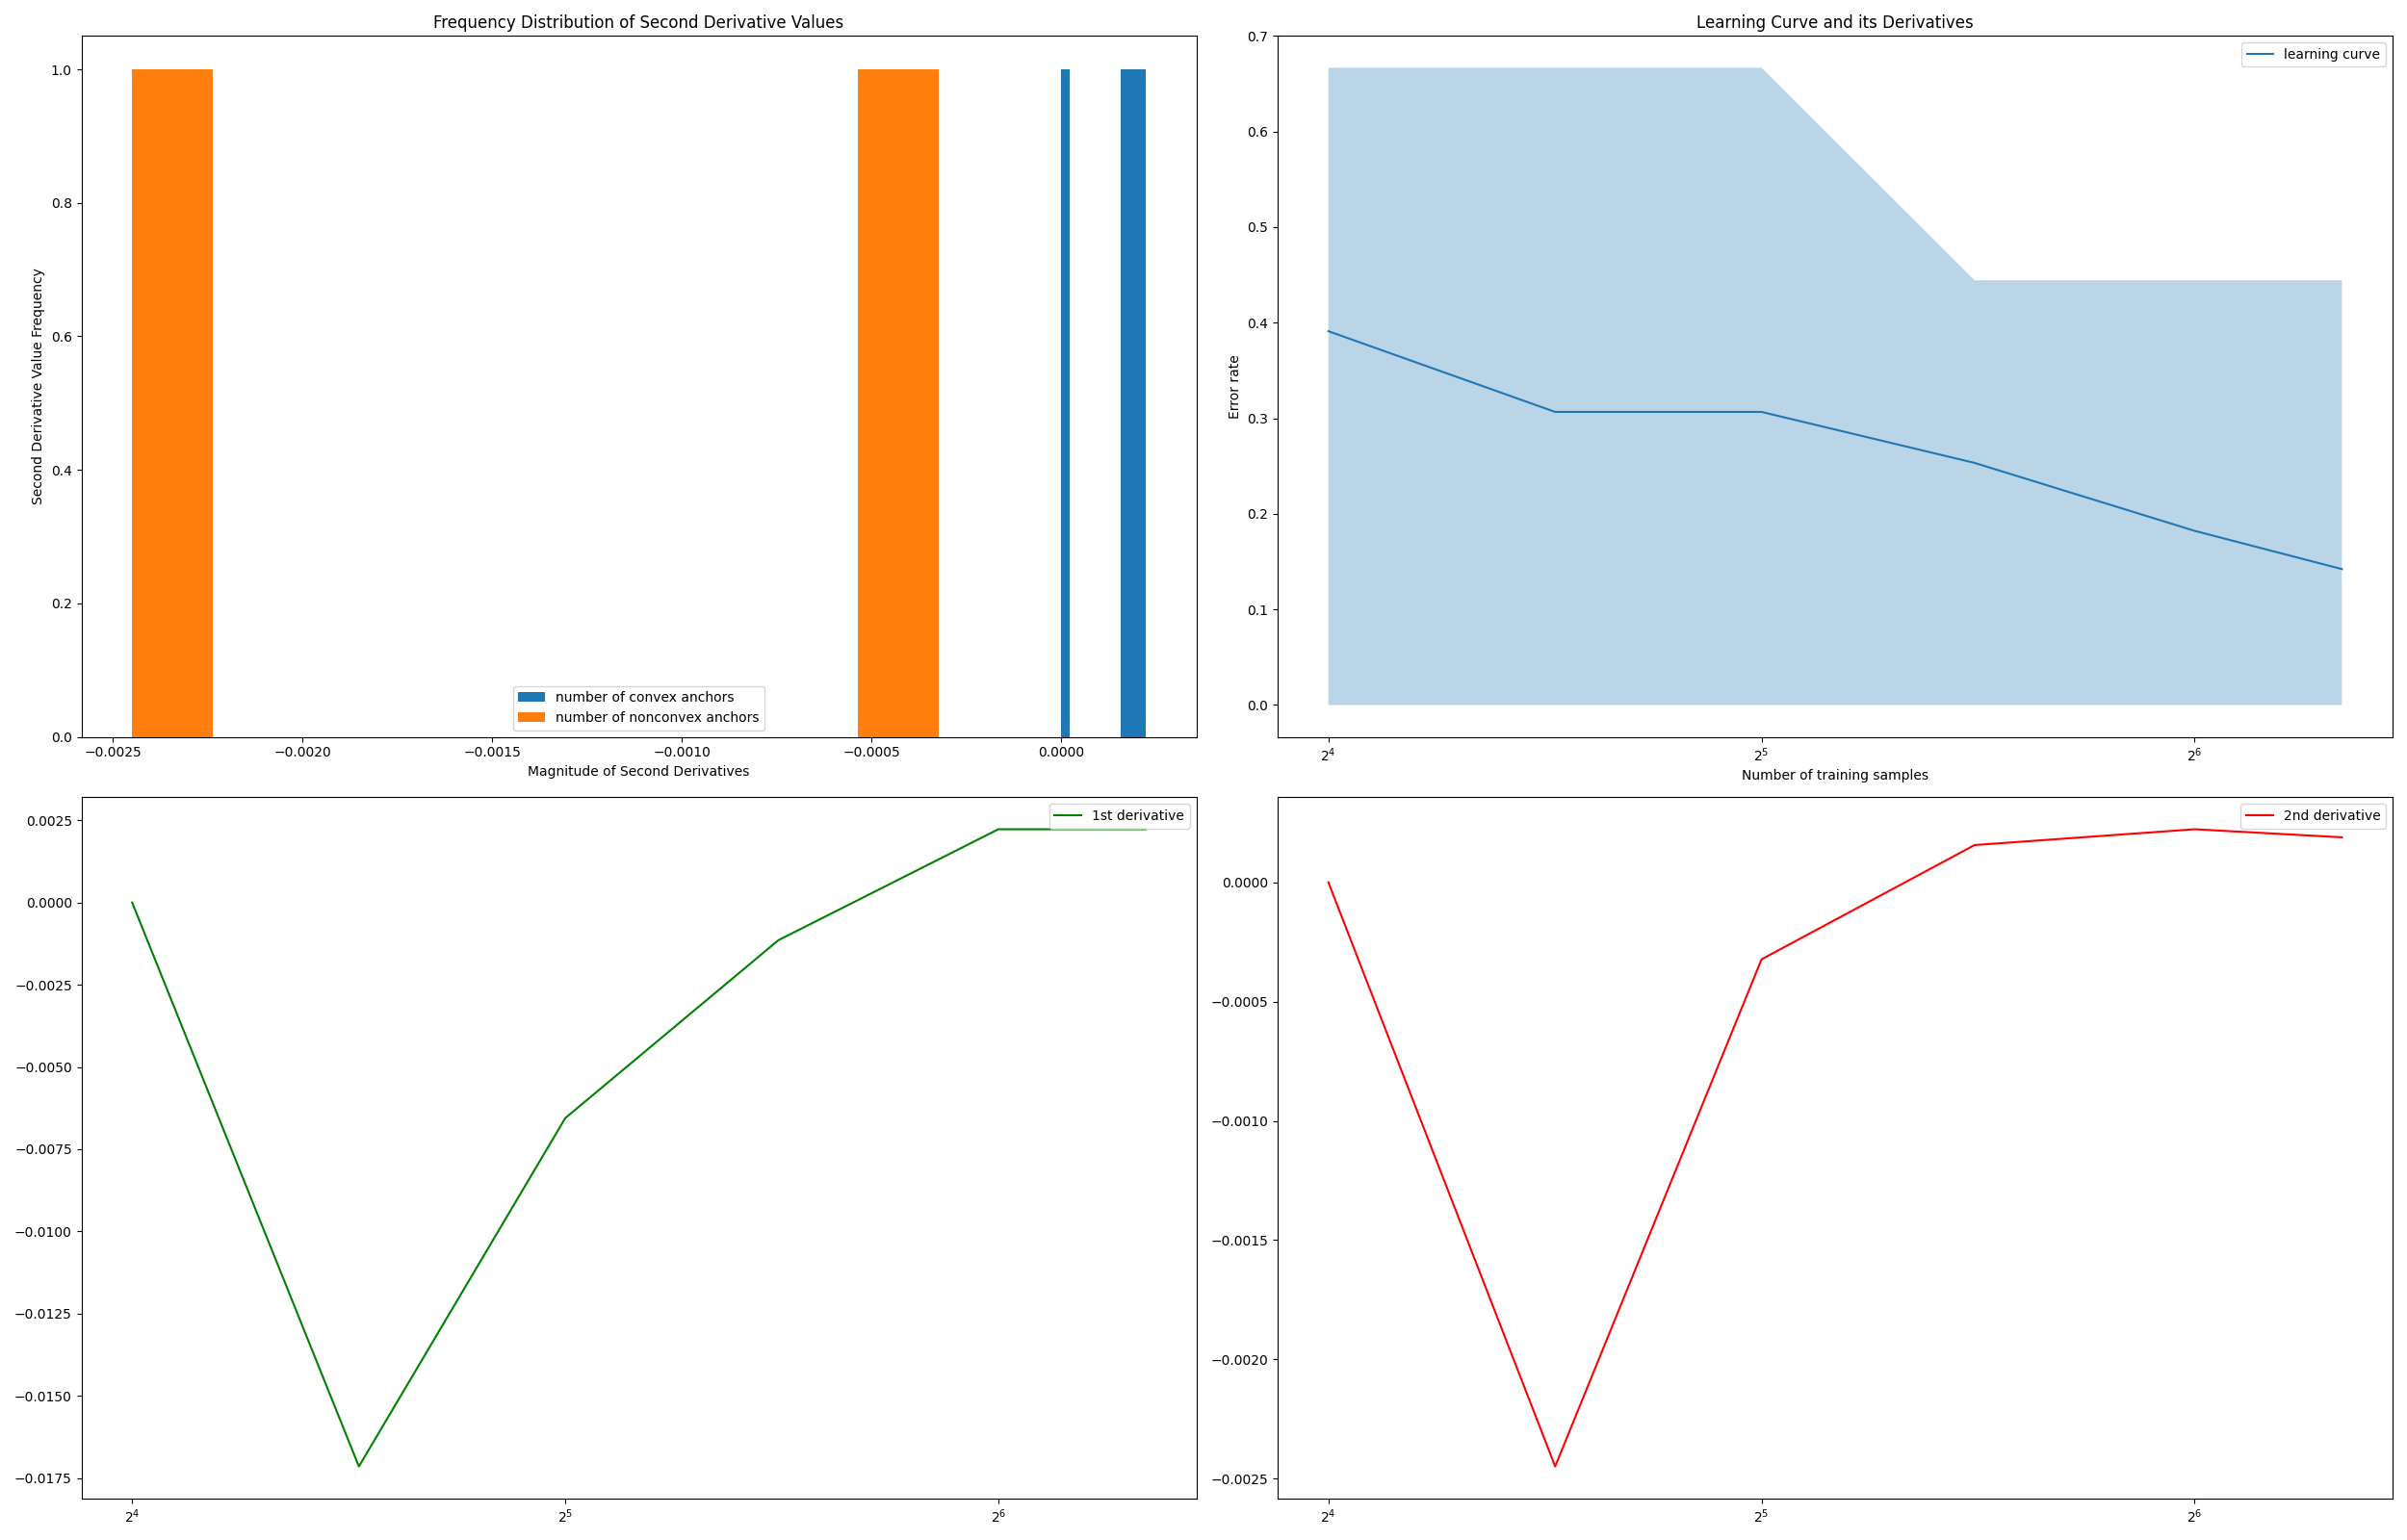 Frequency Distribution of Second Derivative Values
Second Derivative Value Frequency
1.0
0.8
0.6
0.4
0.2
0.0
number of convex anchors
number of nonconvex anchors
−0.0025 −0.0020 −0.0015 −0.0010 −0.0005 0.0000
Magnitude of Second Derivatives
Learning Curve and its Derivatives
Error rate
0.7
0.6
0.5
0.4
0.3
0.2
0.1
0.0
learning curve
2⁴ 2⁵ 2⁶
Number of training samples
1st derivative
0.0025
0.0000
−0.0025
−0.0050
−0.0075
−0.0100
−0.0125
−0.0150
−0.0175
2⁴ 2⁵ 2⁶
2nd derivative
0.0000
−0.0005
−0.0010
−0.0015
−0.0020
−0.0025
2⁴ 2⁵ 2⁶